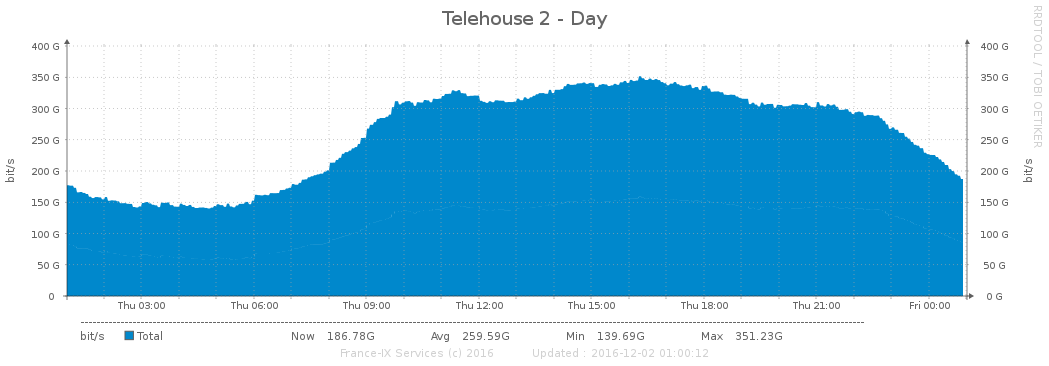 Telehouse 2 - Day
RRDTOOL / TOBI OETIKER
bit/s
400 G
350 G
300 G
250 G
200 G
150 G
100 G
50 G
0
400 G
350 G
300 G
250 G
200 G
150 G
100 G
50 G
0 G
bit/s
Thu 03:00 Thu 06:00 Thu 09:00 Thu 12:00 Thu 15:00 Thu 18:00 Thu 21:00 Fri 00:00
bit/s Total Now 186.78G Avg 259.59G Min 139.69G Max 351.23G
France-IX Services (c) 2016 Updated : 2016-12-02 01:00:12